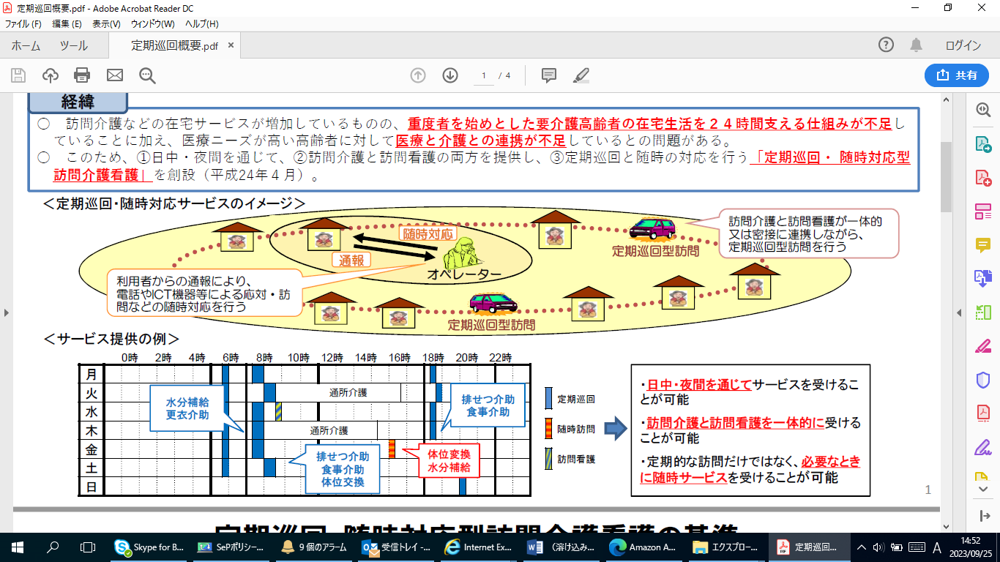 定期巡回概要.pdf - Adobe Acrobat Reader DC
ファイル(F) 編集(E) 表示(V) ウィンドウ(W) ヘルプ(H)
ホーム ツール 定期巡回概要.pdf × ログイン
1 / 4 共有
経緯
○ 訪問介護などの在宅サービスが増加しているものの、重度者を始めとした要介護高齢者の在宅生活を２４時間支える仕組みが不足し
ていることに加え、医療ニーズが高い高齢者に対して医療と介護との連携が不足しているとの問題がある。
○ このため、①日中・夜間を通じて、②訪問介護と訪問看護の両方を提供し、③定期巡回と随時の対応を行う「定期巡回・ 随時対応型
訪問介護看護」を創設（平成24年４月）。
＜定期巡回・随時対応サービスのイメージ＞
随時対応
通報
オペレーター
定期巡回型訪問
訪問介護と訪問看護が一体的
又は密接に連携しながら、
定期巡回型訪問を行う
利用者からの通報により、
電話やICT機器等による応対・訪
問などの随時対応を行う
定期巡回型訪問
＜サービス提供の例＞
0時 2時 4時 6時 8時 10時 12時 14時 16時 18時 20時 22時
月
火
水
木
金
土
日
通所介護
通所介護
水分補給
更衣介助
排せつ介助
食事介助
排せつ介助
食事介助
体位交換
体位変換
水分補給
定期巡回
随時訪問
訪問看護
・日中・夜間を通じてサービスを受けるこ
とが可能
・訪問介護と訪問看護を一体的に受ける
ことが可能
・定期的な訪問だけではなく、必要なとき
に随時サービスを受けることが可能
1
定期巡回・随時対応型訪問介護看護の基準
Skype for B... SePポリシー... 9 個のアラーム 受信トレイ -... Internet Ex... （溶け込み... Amazon A... エクスプロー... 定期巡回... A 14:52
2023/09/25